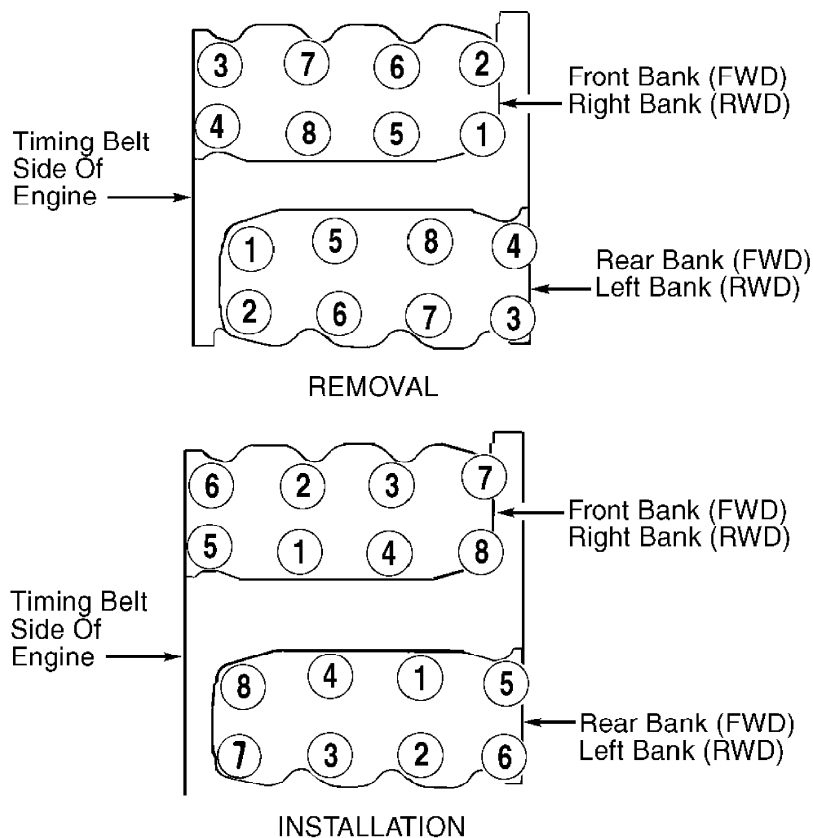 3 7 6 2
Front Bank (FWD)
Right Bank (RWD)
4 8 5 1
Timing Belt
Side Of
Engine
1 5 8 4
Rear Bank (FWD)
Left Bank (RWD)
2 6 7 3
REMOVAL
6 2 3 7
Front Bank (FWD)
Right Bank (RWD)
5 1 4 8
Timing Belt
Side Of
Engine
8 4 1 5
Rear Bank (FWD)
Left Bank (RWD)
7 3 2 6
INSTALLATION